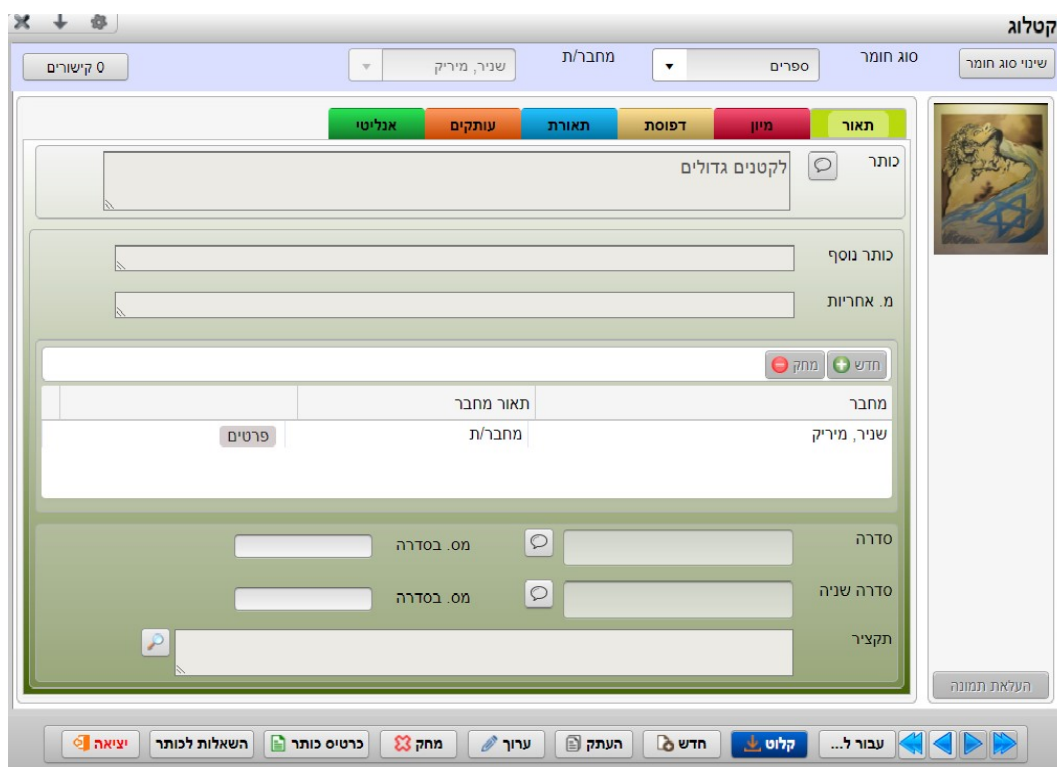 קטלוג
שינוי סוג חומר סוג חומר ספרים מחבר/ת שניר, מיריק 0 קישורים
תאור מיון דפוסת תאורת עותקים אנליטי
כותר לקטנים גדולים
כותר נוסף
מ. אחריות
חדש מחק
מחבר תאור מחבר
שניר, מיריק מחבר/ת פרטים
סדרה מס. בסדרה
סדרה שניה מס. בסדרה
תקציר
העלאת תמונה
עבור ל... קלוט חדש העתק ערוך מחק כרטיס כותר השאלות לכותר יציאה